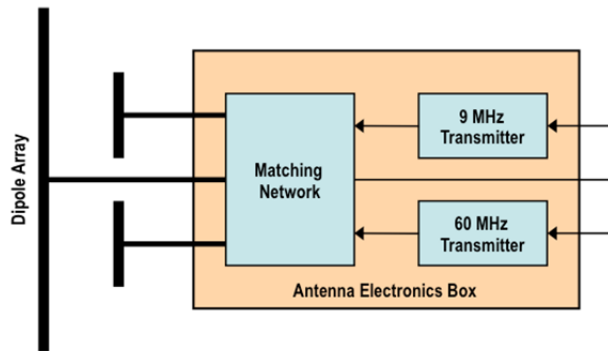 Dipole Array
9 MHz
Transmitter
Matching
Network
60 MHz
Transmitter
Antenna Electronics Box